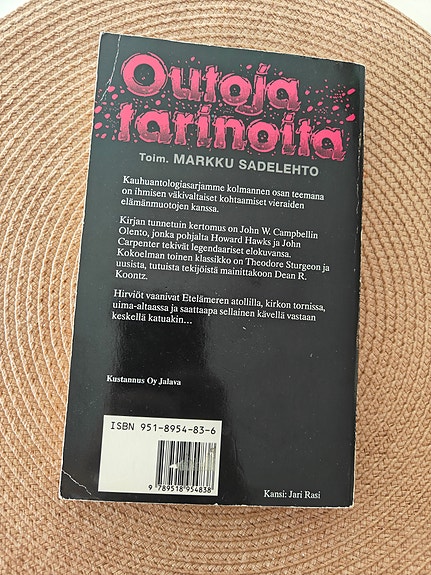 Outoja
tarinoita
Toim. MARKKU SADELEHTO
Kauhuantologiasarjamme kolmannen osan teemana
on ihmisen väkivaltaiset kohtaamiset vieraiden
elämänmuotojen kanssa.
Kirjan tunnetuin kertomus on John W. Campbellin
Olento, jonka pohjalta Howard Hawks ja John
Carpenter tekivät legendaariset elokuvansa.
Kokoelman toinen klassikko on Theodore Sturgeon ja
uusista, tutuista tekijöistä mainittakoon Dean R.
Koontz.
Hirviöt vaanivat Etelämeren atollilla, kirkon tornissa,
uima-altaassa ja saattaapa sellainen kävellä vastaan
keskellä katuakin...
Kustannus Oy Jalava
ISBN 951-8954-83-6
9 789518 954838
Kansi: Jari Rasi